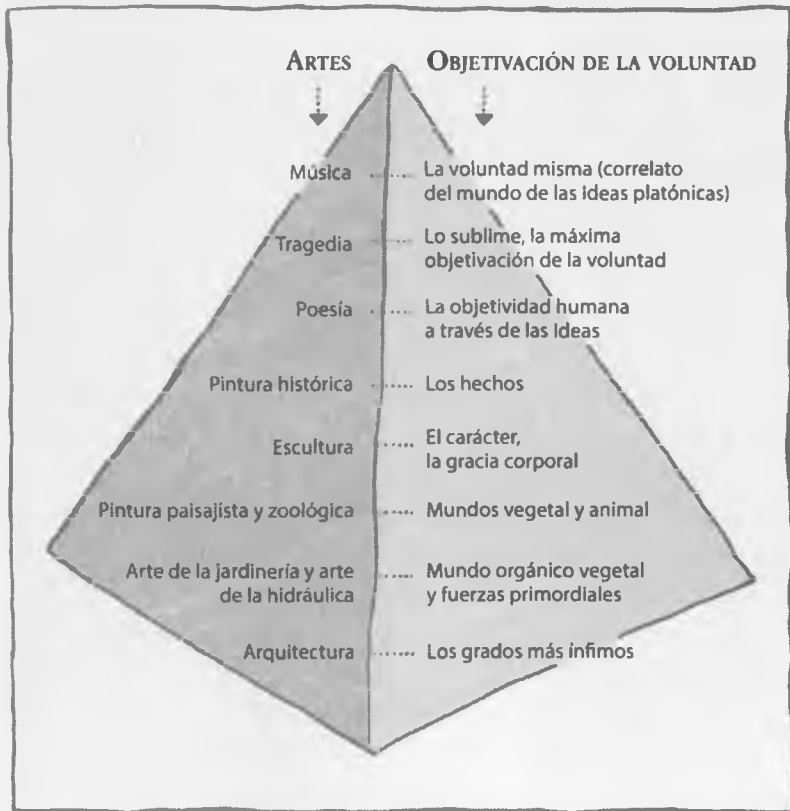 ARTES OBJETIVACIÓN DE LA VOLUNTAD
Música ...... La voluntad misma (correlato
del mundo de las ideas platónicas)
Tragedia ...... Lo sublime, la máxima
objetivación de la voluntad
Poesía ...... La objetividad humana
a través de las Ideas
Pintura histórica ...... Los hechos
Escultura ..... El carácter,
la gracia corporal
Pintura paisajista y zoológica ..... Mundos vegetal y animal
Arte de la jardinería y arte ..... Mundo orgánico vegetal
de la hidráulica y fuerzas primordiales
Arquitectura ....... Los grados más ínfimos